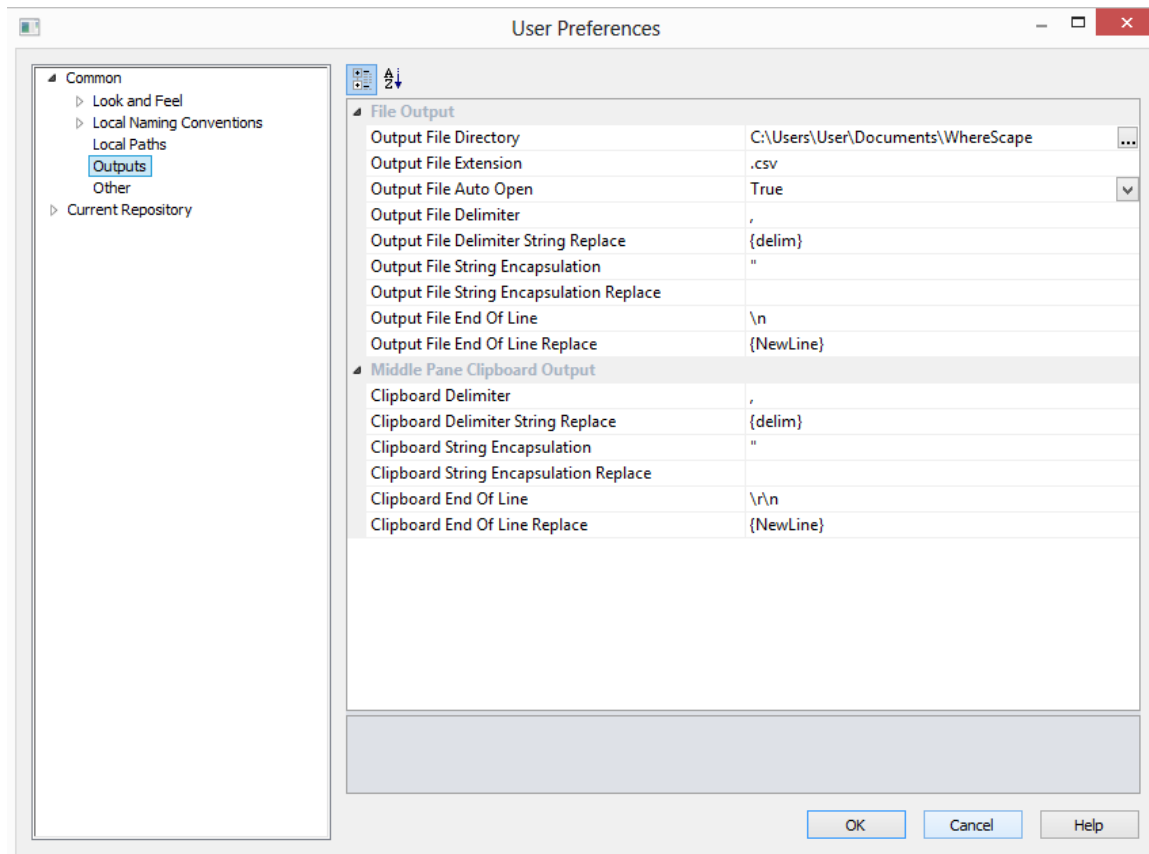 User Preferences
Common
Look and Feel
Local Naming Conventions
Local Paths
Outputs
Other
Current Repository
File Output
Output File Directory C:\Users\User\Documents\WhereScape ...
Output File Extension .csv
Output File Auto Open True
Output File Delimiter ,
Output File Delimiter String Replace {delim}
Output File String Encapsulation "
Output File String Encapsulation Replace
Output File End Of Line \n
Output File End Of Line Replace {NewLine}
Middle Pane Clipboard Output
Clipboard Delimiter ,
Clipboard Delimiter String Replace {delim}
Clipboard String Encapsulation "
Clipboard String Encapsulation Replace
Clipboard End Of Line \r\n
Clipboard End Of Line Replace {NewLine}
OK Cancel Help